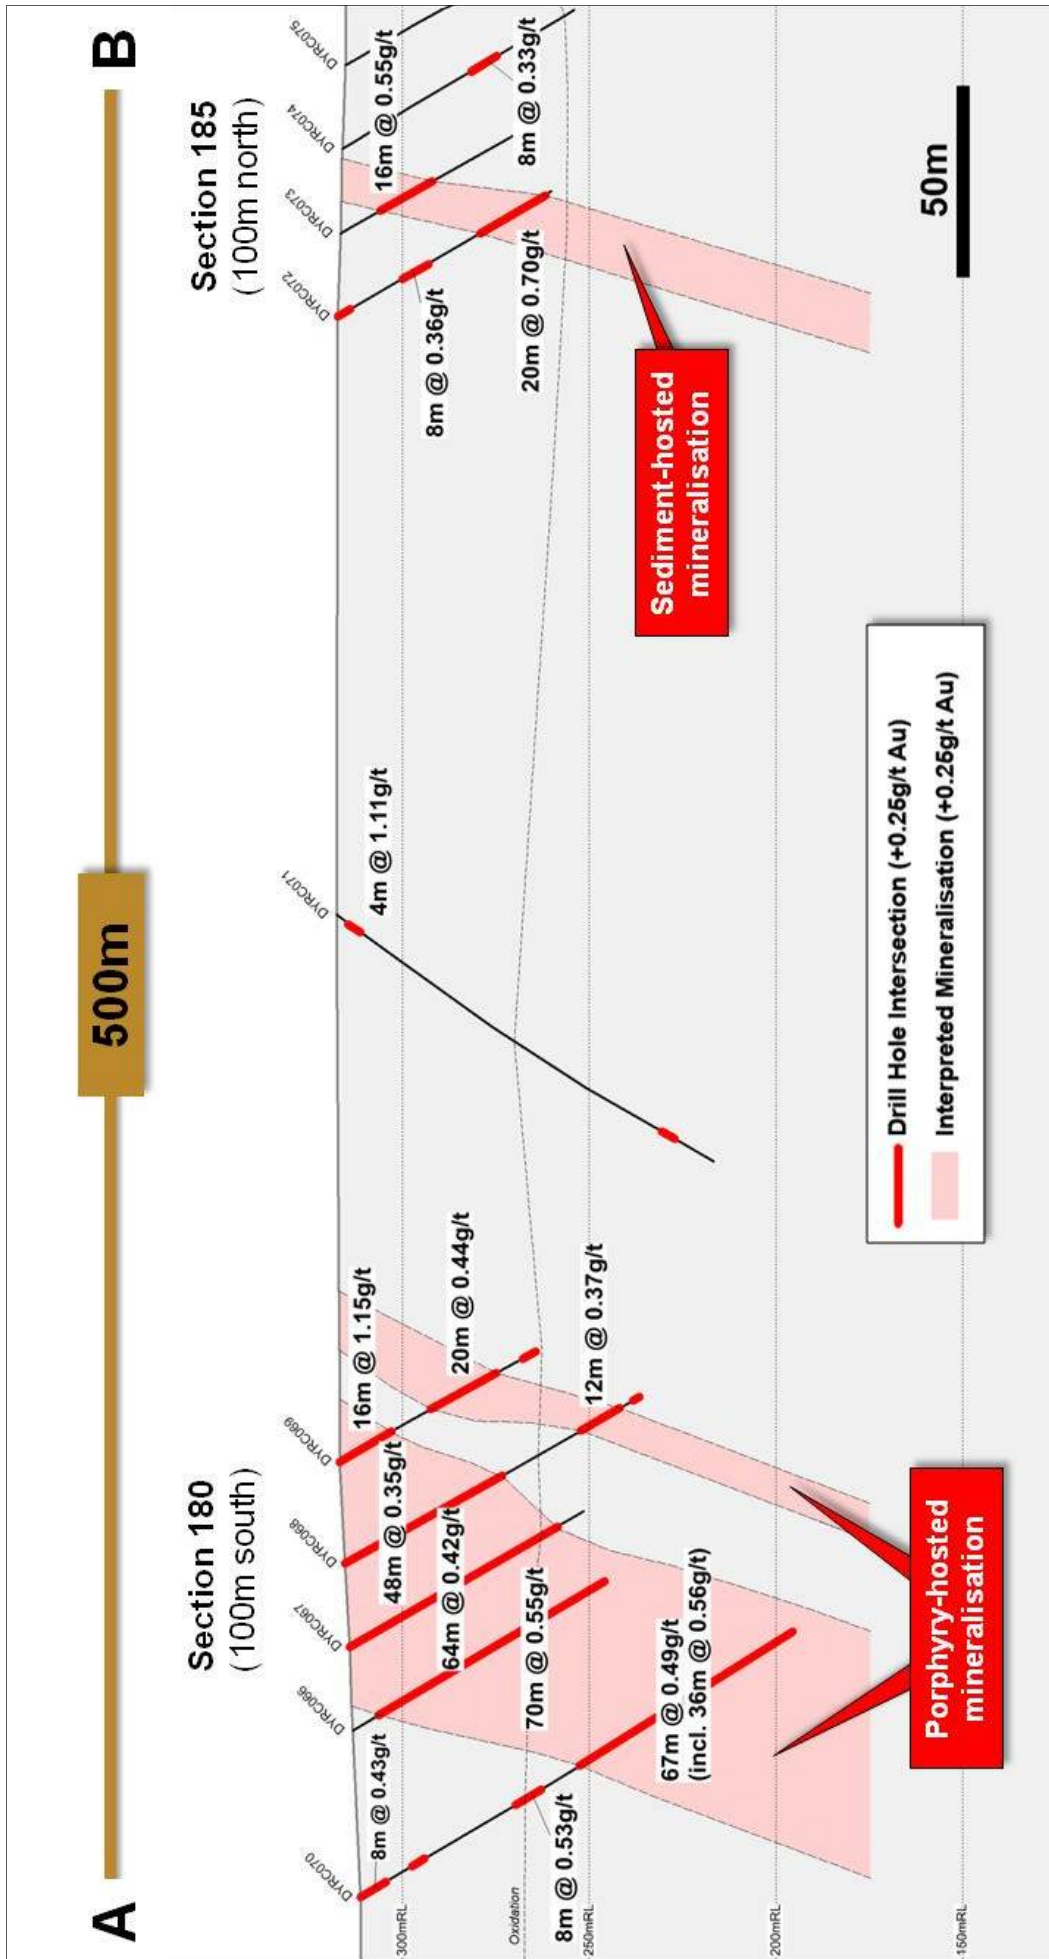 A
500m
B
Section 180
(100m south)
Section 185
(100m north)
DYRC070
DYRC066
DYRC067
DYRC068
DYRC069
DYRC071
DYRC072
DYRC073
DYRC074
DYRC075
8m @ 0.43g/t
8m @ 0.53g/t
67m @ 0.49g/t
(incl. 36m @ 0.56g/t)
70m @ 0.55g/t
64m @ 0.42g/t
48m @ 0.35g/t
16m @ 1.15g/t
20m @ 0.44g/t
12m @ 0.37g/t
4m @ 1.11g/t
8m @ 0.36g/t
20m @ 0.70g/t
16m @ 0.55g/t
8m @ 0.33g/t
300mRL
Oxidation
250mRL
200mRL
150mRL
Porphyry-hosted
mineralisation
Sediment-hosted
mineralisation
Drill Hole Intersection (+0.25g/t Au)
Interpreted Mineralisation (+0.25g/t Au)
50m